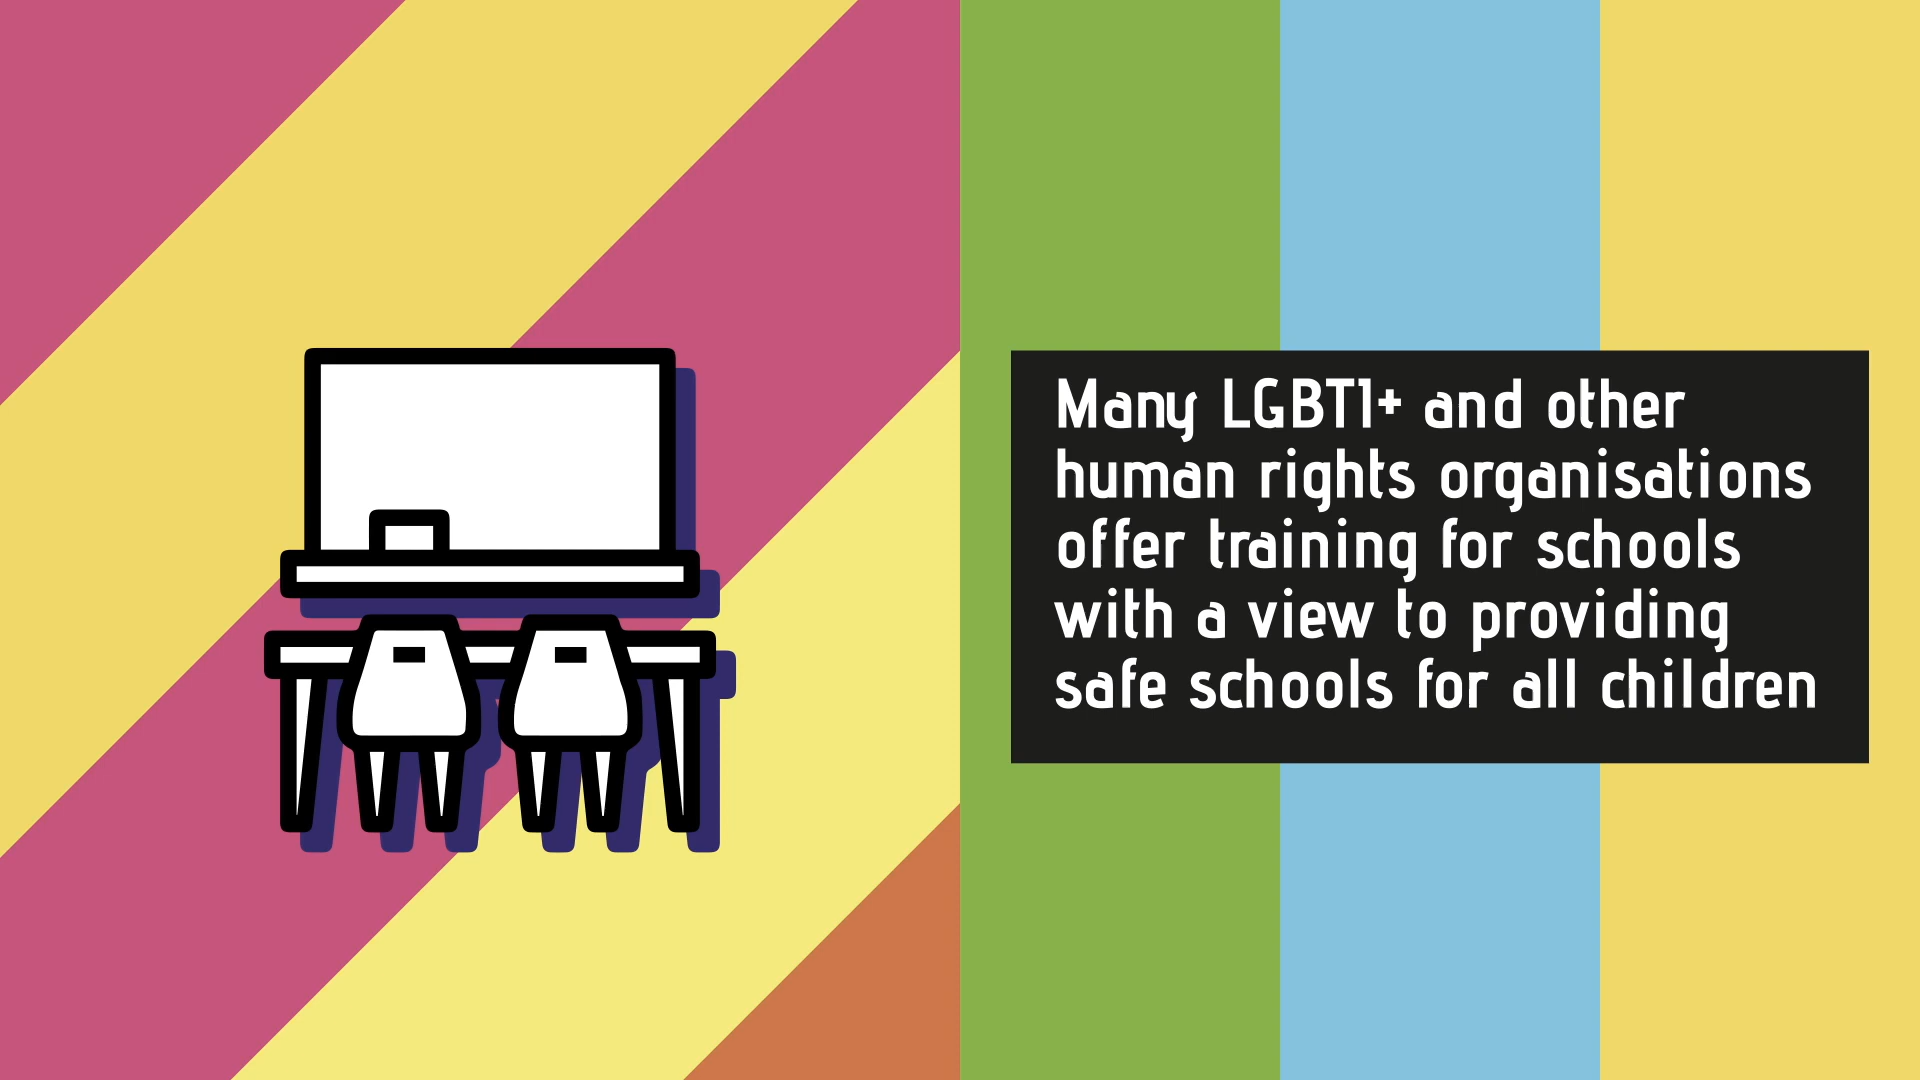 Many LGBTI+ and other
human rights organisations
offer training for schools
with a view to providing
safe schools for all children